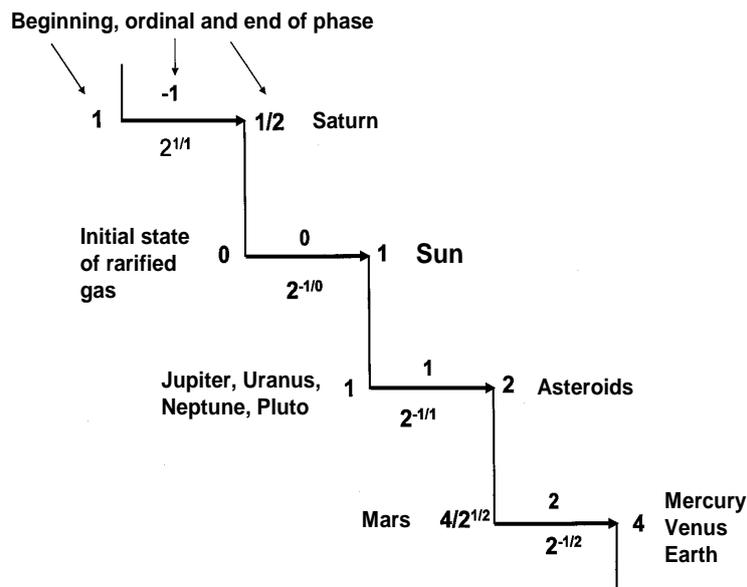 Beginning, ordinal and end of phase
-1
1 1/2 Saturn
2^1/1
Initial state
of rarified
gas
0 0 1 Sun
2^-1/0
Jupiter, Uranus,
Neptune, Pluto
1 1 2 Asteroids
2^-1/1
Mars 4/2^1/2 2 4
2^-1/2
Mercury
Venus
Earth